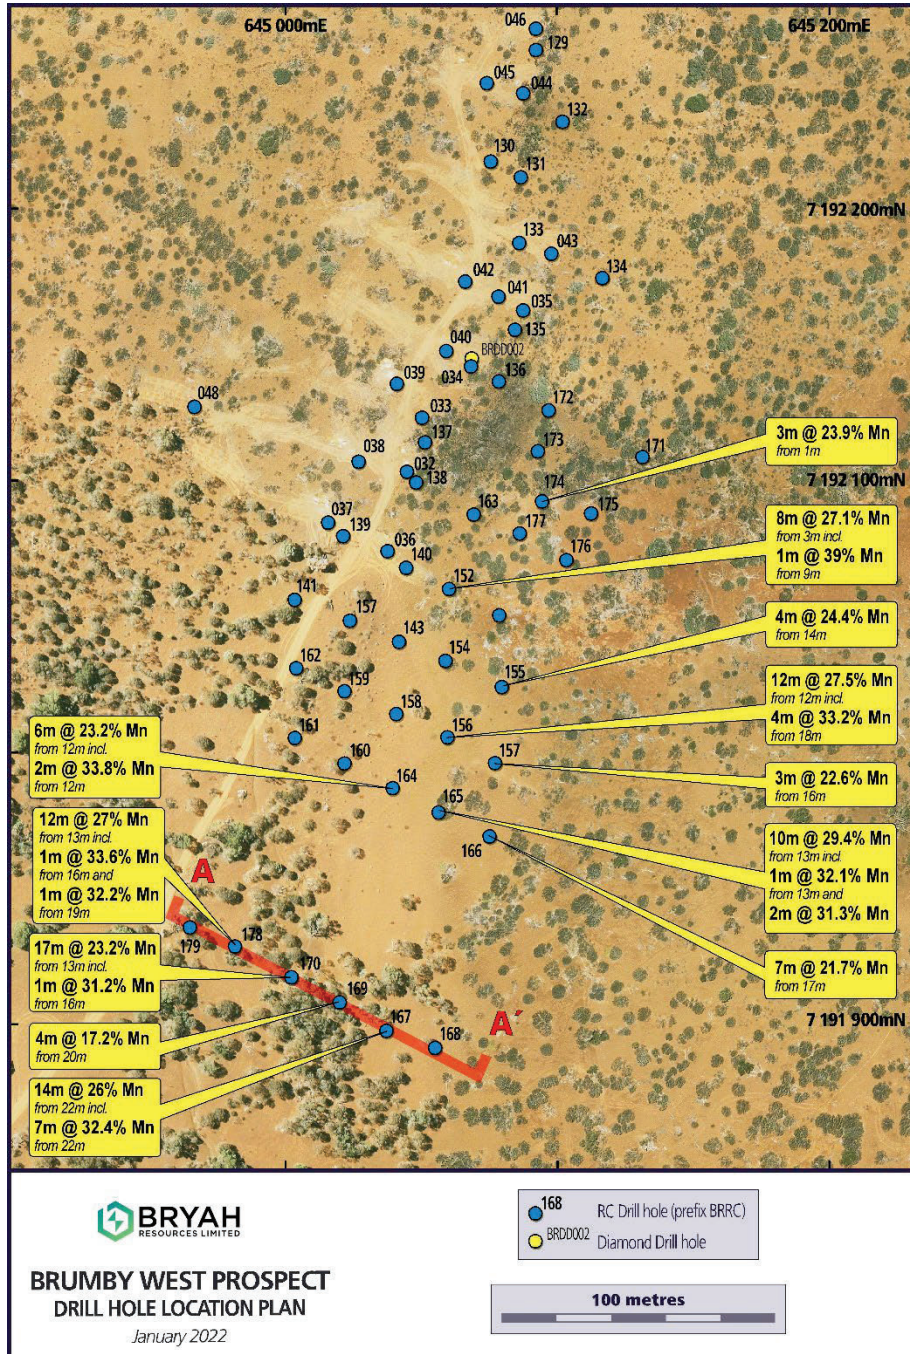 645 000mE
645 200mE
046
129
045
044
132
130
131
7 192 200mN
133
043
134
042
041
035
135
040
BRDD002
034
136
039
048
172
033
137
173
171
038
032
138
174
3m @ 23.9% Mn
from 1m
7 192 100mN
163
175
037
139
177
8m @ 27.1% Mn
from 3m incl.
1m @ 39% Mn
from 9m
036
140
176
152
141
157
143
4m @ 24.4% Mn
from 14m
154
162
159
155
12m @ 27.5% Mn
from 12m incl.
4m @ 33.2% Mn
from 18m
158
161
156
6m @ 23.2% Mn
from 12m incl.
2m @ 33.8% Mn
from 12m
160
164
157
3m @ 22.6% Mn
from 16m
165
166
12m @ 27% Mn
from 13m incl.
1m @ 33.6% Mn
from 16m and
1m @ 32.2% Mn
from 19m
10m @ 29.4% Mn
from 13m incl.
1m @ 32.1% Mn
from 13m and
2m @ 31.3% Mn
A
179
178
17m @ 23.2% Mn
from 13m incl.
1m @ 31.2% Mn
from 16m
170
7m @ 21.7% Mn
from 17m
169
4m @ 17.2% Mn
from 20m
167
168
A´
7 191 900mN
14m @ 26% Mn
from 22m incl.
7m @ 32.4% Mn
from 22m
BRYAH
RESOURCES LIMITED
BRUMBY WEST PROSPECT
DRILL HOLE LOCATION PLAN
January 2022
168 RC Drill hole (prefix BRRC)
BRDD002 Diamond Drill hole
100 metres